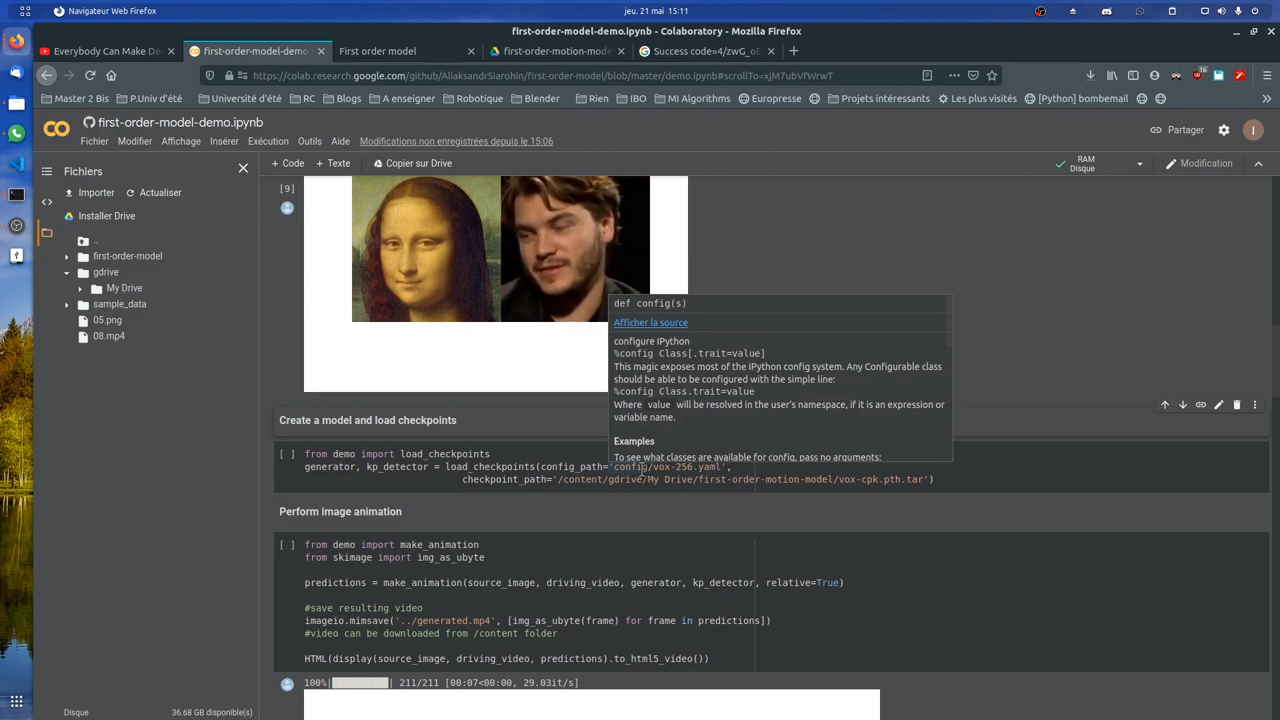 Navigateur Web Firefox
jeu. 21 mai 15:11
first-order-model-demo.ipynb - Colaboratory - Mozilla Firefox
Everybody Can Make De
first-order-model-demo.
First order model
first-order-motion-mode
Success code=4/zwG_oE
https://colab.research.google.com/github/AliaksandrSiarohin/first-order-model/blob/master/demo.ipynb#scrollTo=xjM7ubVfWrwT
16
Master 2 Bis
P.Univ d'été
Université d'été
RC
Blogs
A enseigner
Robotique
Blender
Rien
IBO
MI Algorithms
Europresse
Projets intéressants
Les plus visités
[Python] bombemail
first-order-model-demo.ipynb
Partager
I
Fichier
Modifier
Affichage
Insérer
Exécution
Outils
Aide
Modifications non enregistrées depuis le 15:06
Fichiers
+ Code
+ Texte
Copier sur Drive
RAM
Disque
Modification
Importer
Actualiser
[9]
Installer Drive
..
first-order-model
gdrive
My Drive
sample_data
05.png
08.mp4
def config(s)
Afficher la source
configure IPython
%config Class[.trait=value]
This magic exposes most of the IPython config system. Any Configurable class
should be able to be configured with the simple line:
%config Class.trait=value
Where value will be resolved in the user's namespace, if it is an expression or
variable name.
Examples
To see what classes are available for config, pass no arguments:
Create a model and load checkpoints
[ ] from demo import load_checkpoints
generator, kp_detector = load_checkpoints(config_path='config/vox-256.yaml',
checkpoint_path='/content/gdrive/My Drive/first-order-motion-model/vox-cpk.pth.tar')
Perform image animation
[ ] from demo import make_animation
from skimage import img_as_ubyte
predictions = make_animation(source_image, driving_video, generator, kp_detector, relative=True)
#save resulting video
imageio.mimsave('../generated.mp4', [img_as_ubyte(frame) for frame in predictions])
#video can be downloaded from /content folder
HTML(display(source_image, driving_video, predictions).to_html5_video())
100%| | 211/211 [00:07<00:00, 29.03it/s]
Disque
36.68 GB disponible(s)